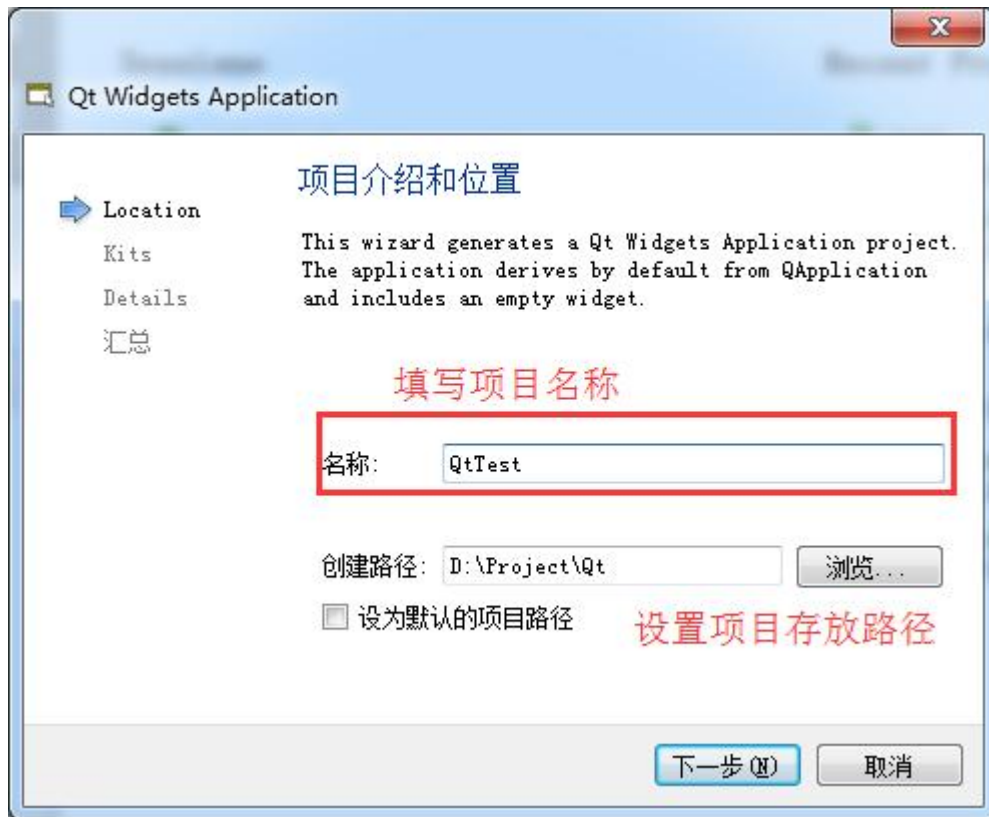 Qt Widgets Application
项目介绍和位置
Location
Kits
Details
汇总
This wizard generates a Qt Widgets Application project.
The application derives by default from QApplication
and includes an empty widget.
填写项目名称
名称: QtTest
创建路径: D:\Project\Qt 浏览...
设为默认的项目路径
设置项目存放路径
下一步(N) 取消